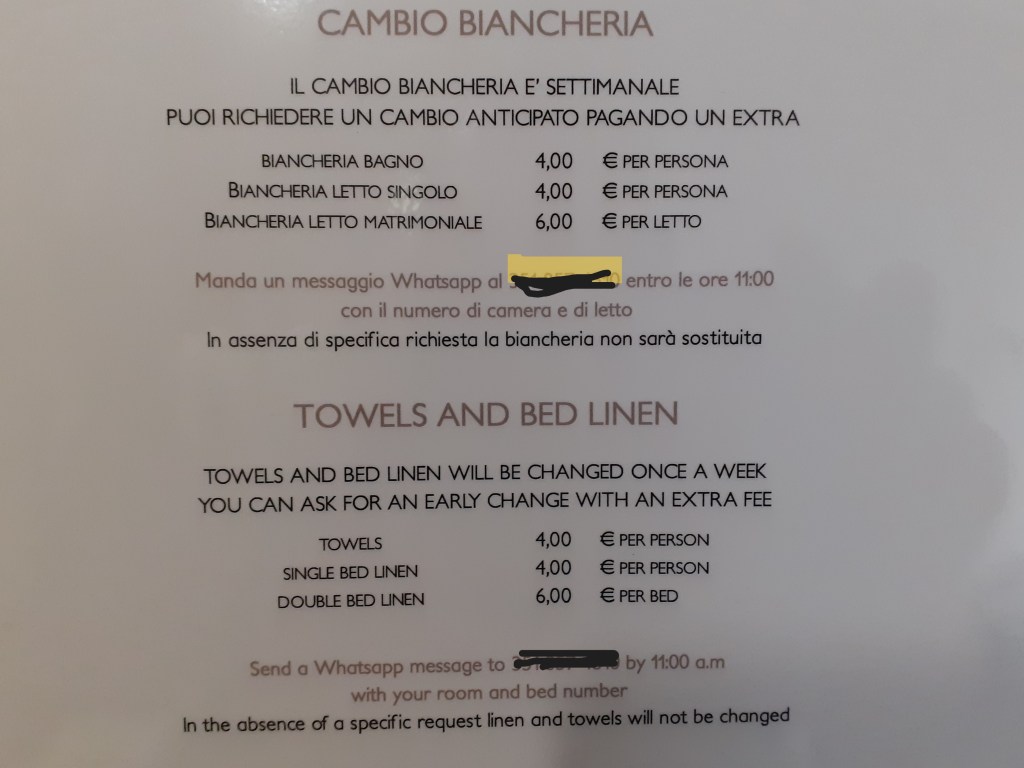 CAMBIO BIANCHERIA
IL CAMBIO BIANCHERIA E' SETTIMANALE
PUOI RICHIEDERE UN CAMBIO ANTICIPATO PAGANDO UN EXTRA
BIANCHERIA BAGNO 4,00 € PER PERSONA
BIANCHERIA LETTO SINGOLO 4,00 € PER PERSONA
BIANCHERIA LETTO MATRIMONIALE 6,00 € PER LETTO
Manda un messaggio Whatsapp al entro le ore 11:00
con il numero di camera e di letto
In assenza di specifica richiesta la biancheria non sarà sostituita
TOWELS AND BED LINEN
TOWELS AND BED LINEN WILL BE CHANGED ONCE A WEEK
YOU CAN ASK FOR AN EARLY CHANGE WITH AN EXTRA FEE
TOWELS 4,00 € PER PERSON
SINGLE BED LINEN 4,00 € PER PERSON
DOUBLE BED LINEN 6,00 € PER BED
Send a Whatsapp message to by 11:00 a.m
with your room and bed number
In the absence of a specific request linen and towels will not be changed